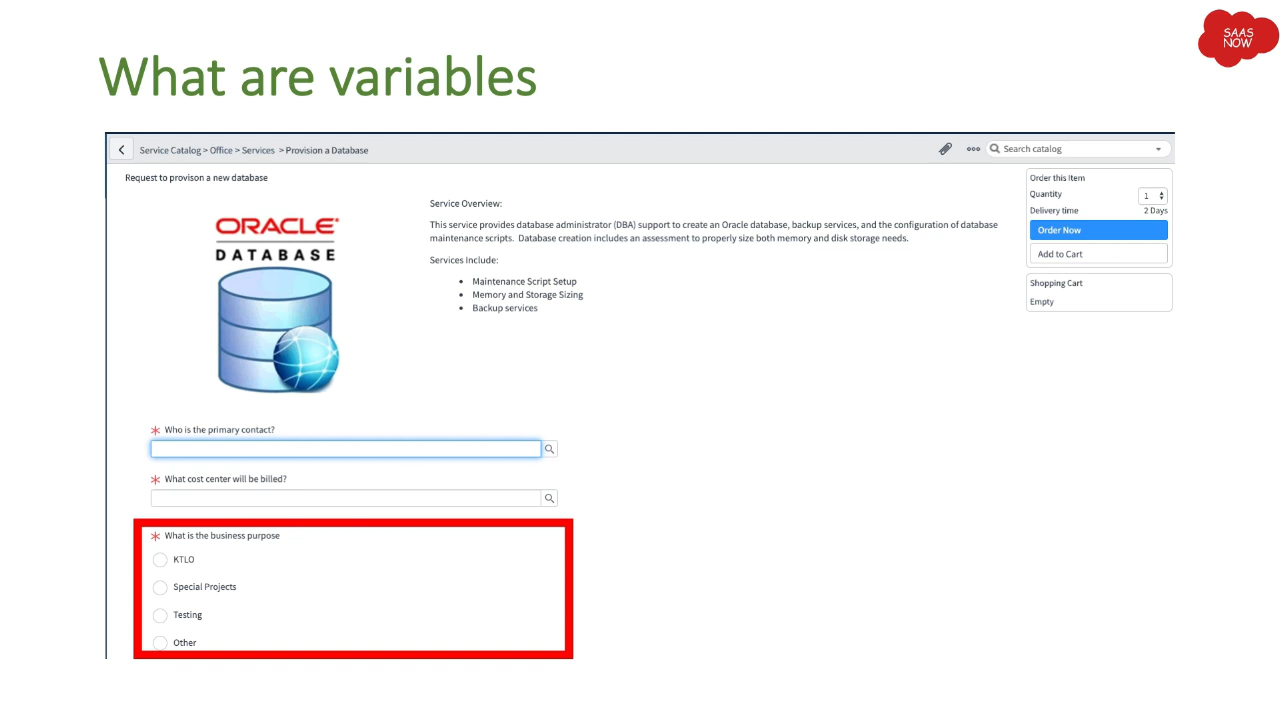 SAAS
NOW
What are variables
Service Catalog > Office > Services > Provision a Database
Search catalog
Request to provison a new database
ORACLE®
DATABASE
Service Overview:
This service provides database administrator (DBA) support to create an Oracle database, backup services, and the configuration of database
maintenance scripts. Database creation includes an assessment to properly size both memory and disk storage needs.
Services Include:
• Maintenance Script Setup
• Memory and Storage Sizing
• Backup services
Order this Item
Quantity 1
Delivery time 2 Days
Order Now
Add to Cart
Shopping Cart
Empty
Who is the primary contact?
What cost center will be billed?
What is the business purpose
KTLO
Special Projects
Testing
Other